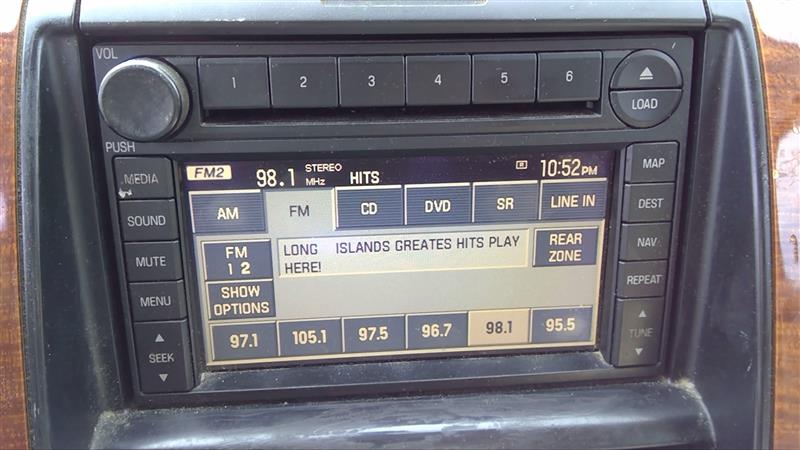 VOL
1 2 3 4 5 6
LOAD
PUSH
MEDIA
SOUND
MUTE
MENU
SEEK
FM2 98.1 MHz STEREO HITS R 10:52 PM
AM FM CD DVD SR LINE IN
FM
1 2
LONG ISLANDS GREATES HITS PLAY
HERE!
REAR
ZONE
SHOW
OPTIONS
97.1 105.1 97.5 96.7 98.1 95.5
MAP
DEST
NAV
REPEAT
TUNE